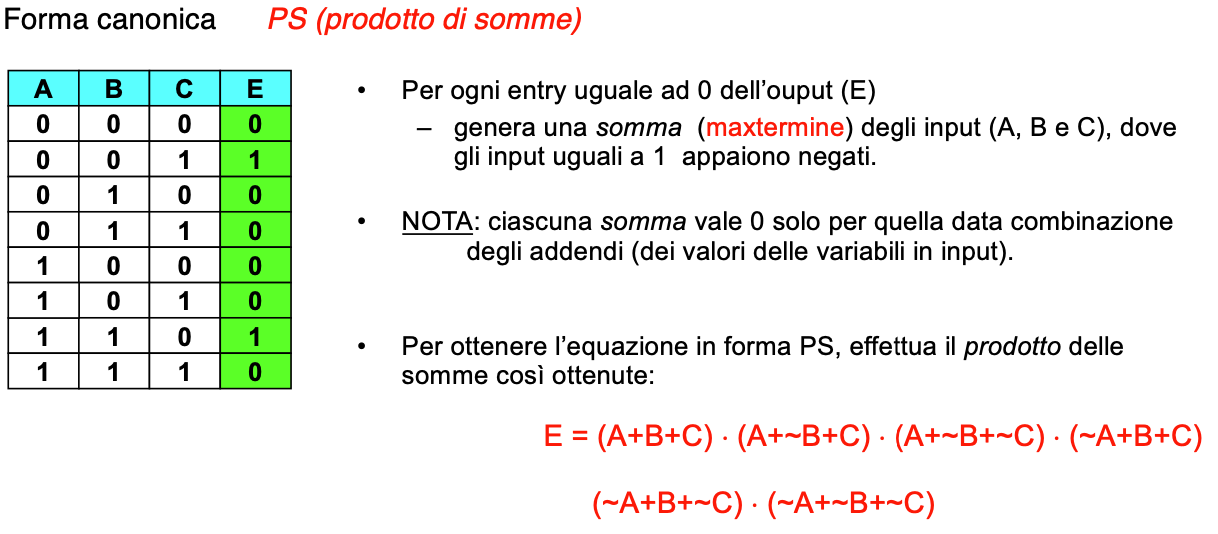 Forma canonica PS (prodotto di somme)
A B C E
0 0 0 0
0 0 1 1
0 1 0 0
0 1 1 0
1 0 0 0
1 0 1 0
1 1 0 1
1 1 1 0
• Per ogni entry uguale ad 0 dell'ouput (E)
– genera una somma (maxtermine) degli input (A, B e C), dove
gli input uguali a 1 appaiono negati.
• NOTA: ciascuna somma vale 0 solo per quella data combinazione
degli addendi (dei valori delle variabili in input).
• Per ottenere l'equazione in forma PS, effettua il prodotto delle
somme così ottenute:
E = (A+B+C) · (A+~B+C) · (A+~B+~C) · (~A+B+C)
(~A+B+~C) · (~A+~B+~C)